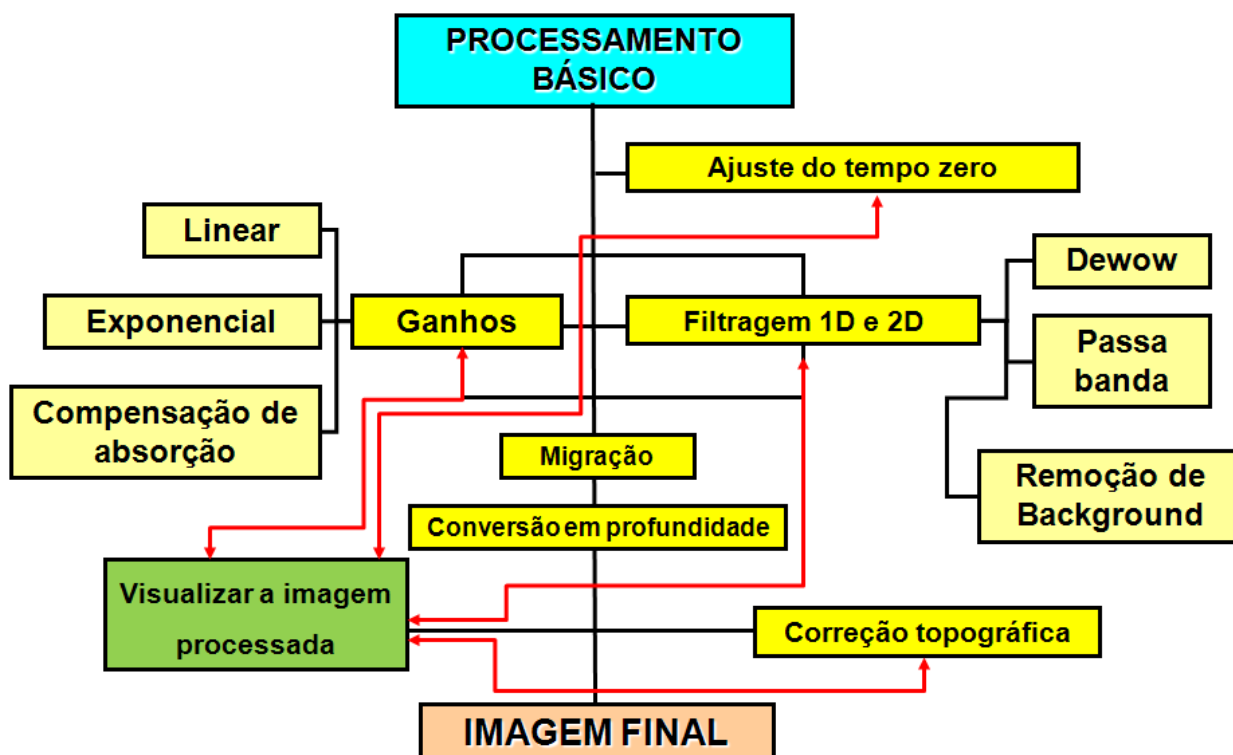 PROCESSAMENTO
BÁSICO
Ajuste do tempo zero
Linear
Exponencial
Compensação de
absorção
Ganhos
Filtragem 1D e 2D
Dewow
Passa
banda
Remoção de
Background
Migração
Conversão em profundidade
Visualizar a imagem
processada
Correção topográfica
IMAGEM FINAL